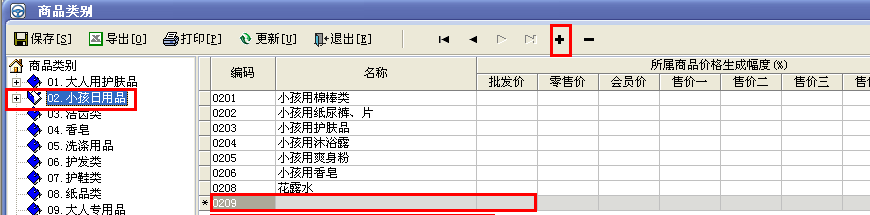 商品类别
保存[S] 导出[O] 打印[P] 更新[U] 退出[E]
商品类别
01. 大人用护肤品
02. 小孩日用品
03. 洁齿类
04. 香皂
05. 洗涤用品
06. 护发类
07. 护鞋类
08. 纸品类
09. 大人专用品
编码 名称 所属商品价格生成幅度(%)
批发价 零售价 会员价 售价一 售价二 售价三 售
0201 小孩用棉棒类
0202 小孩用纸尿裤、片
0203 小孩用护肤品
0204 小孩用沐浴露
0205 小孩用爽身粉
0206 小孩用香皂
0208 花露水
* 0209